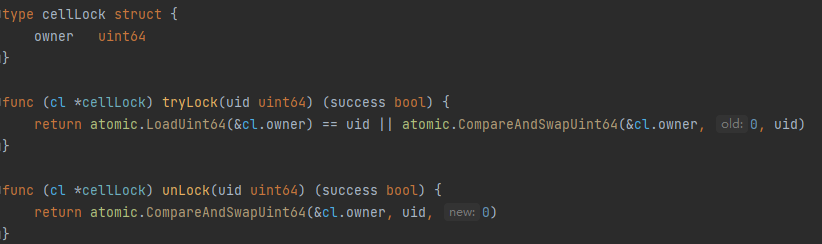 type cellLock struct {
    owner   uint64
}

func (cl *cellLock) tryLock(uid uint64) (success bool) {
    return atomic.LoadUint64(&cl.owner) == uid || atomic.CompareAndSwapUint64(&cl.owner, old: 0, uid)
}

func (cl *cellLock) unLock(uid uint64) (success bool) {
    return atomic.CompareAndSwapUint64(&cl.owner, uid, new: 0)
}